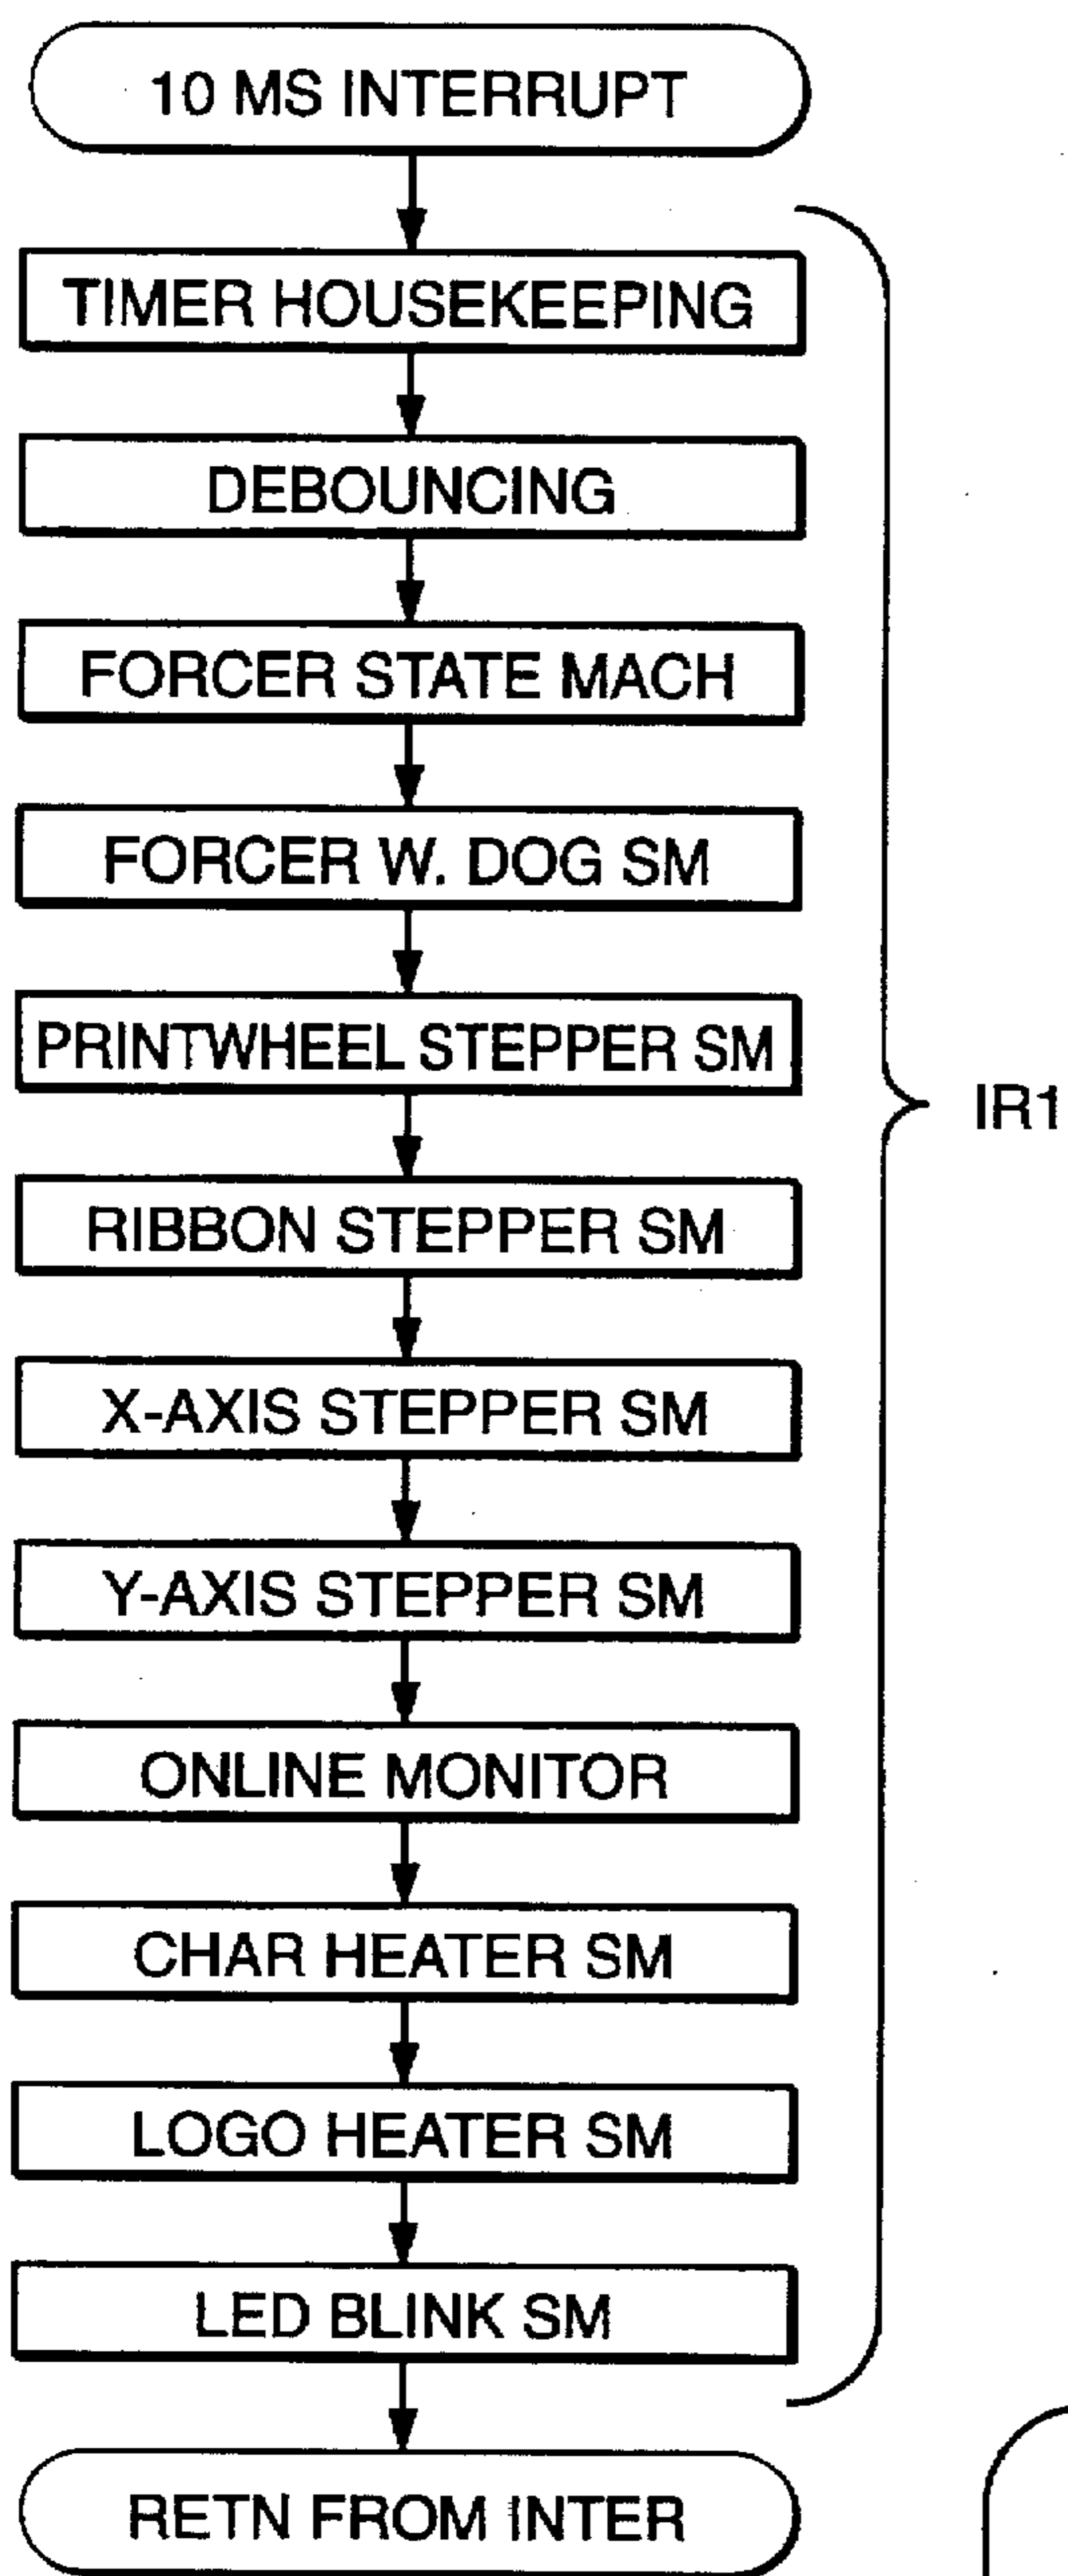 10 MS INTERRUPT
TIMER HOUSEKEEPING
DEBOUNCING
FORCER STATE MACH
FORCER W. DOG SM
PRINTWHEEL STEPPER SM
IR1
RIBBON STEPPER SM
X-AXIS STEPPER SM
Y-AXIS STEPPER SM
ONLINE MONITOR
CHAR HEATER SM
LOGO HEATER SM
LED BLINK SM
RETN FROM INTER